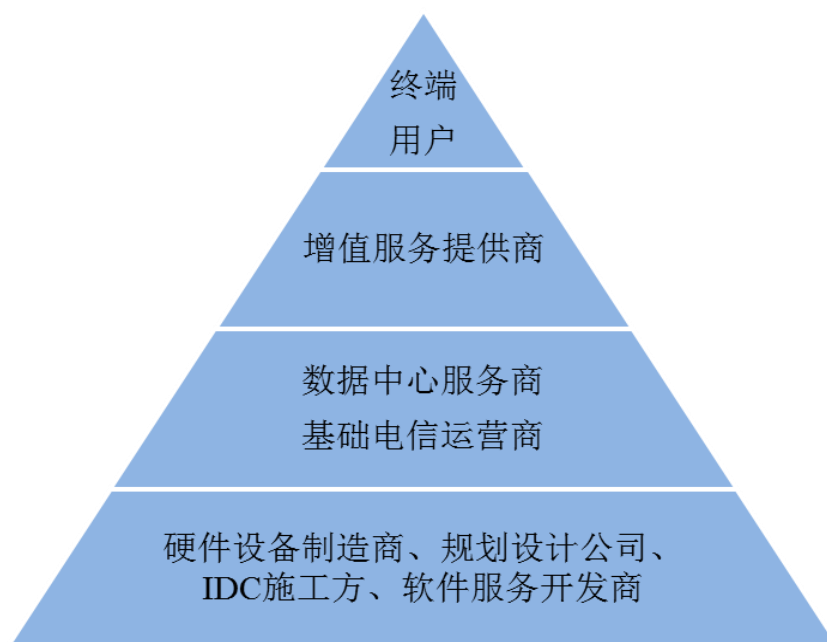 终端
用户
增值服务提供商
数据中心服务商
基础电信运营商
硬件设备制造商、规划设计公司、
IDC施工方、软件服务开发商